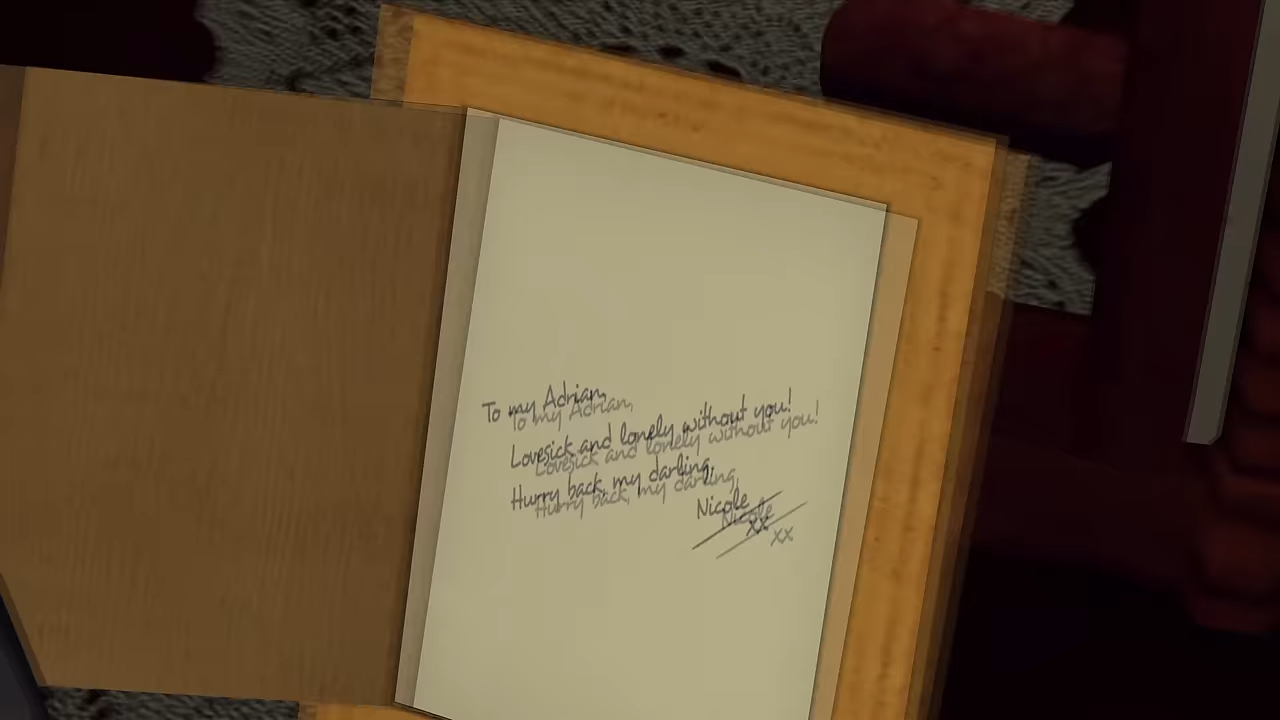 To my Adrian,
Lovesick and lonely without you!
Hurry back, my darling,
Nicole
xx